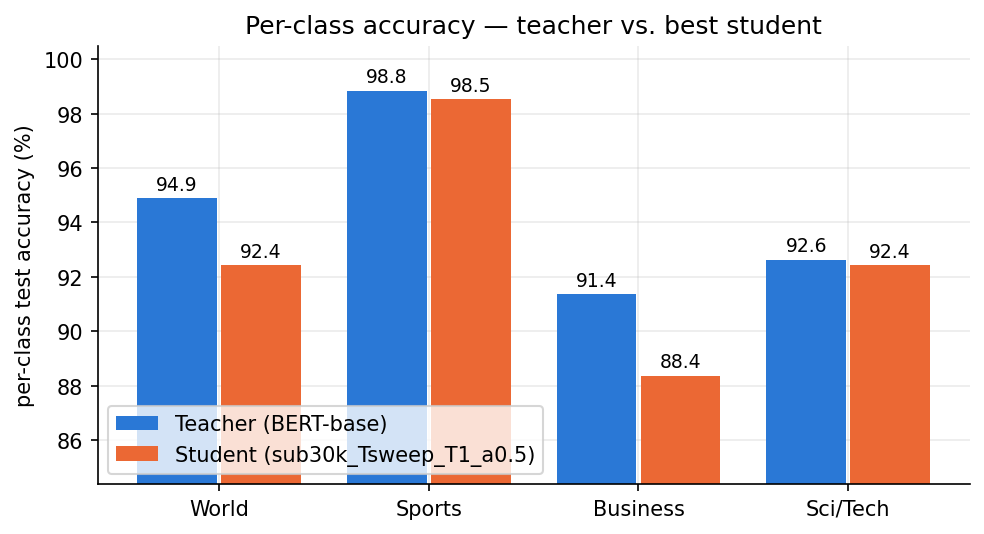 Per-class accuracy — teacher vs. best student
per-class test accuracy (%)
100
98
96
94
92
90
88
86
94.9
92.4
98.8
98.5
91.4
88.4
92.6
92.4
Teacher (BERT-base)
Student (sub30k_Tsweep_T1_a0.5)
World
Sports
Business
Sci/Tech